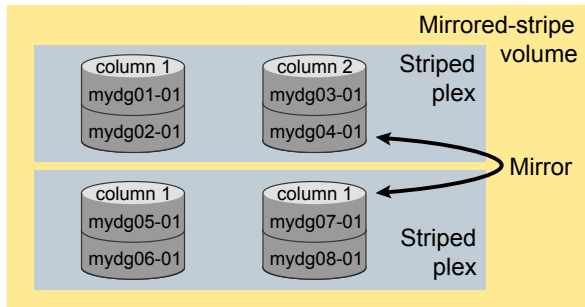 Mirrored-stripe
volume
column 1
mydg01-01
mydg02-01
column 2
mydg03-01
mydg04-01
Striped
plex
Mirror
column 1
mydg05-01
mydg06-01
column 1
mydg07-01
mydg08-01
Striped
plex